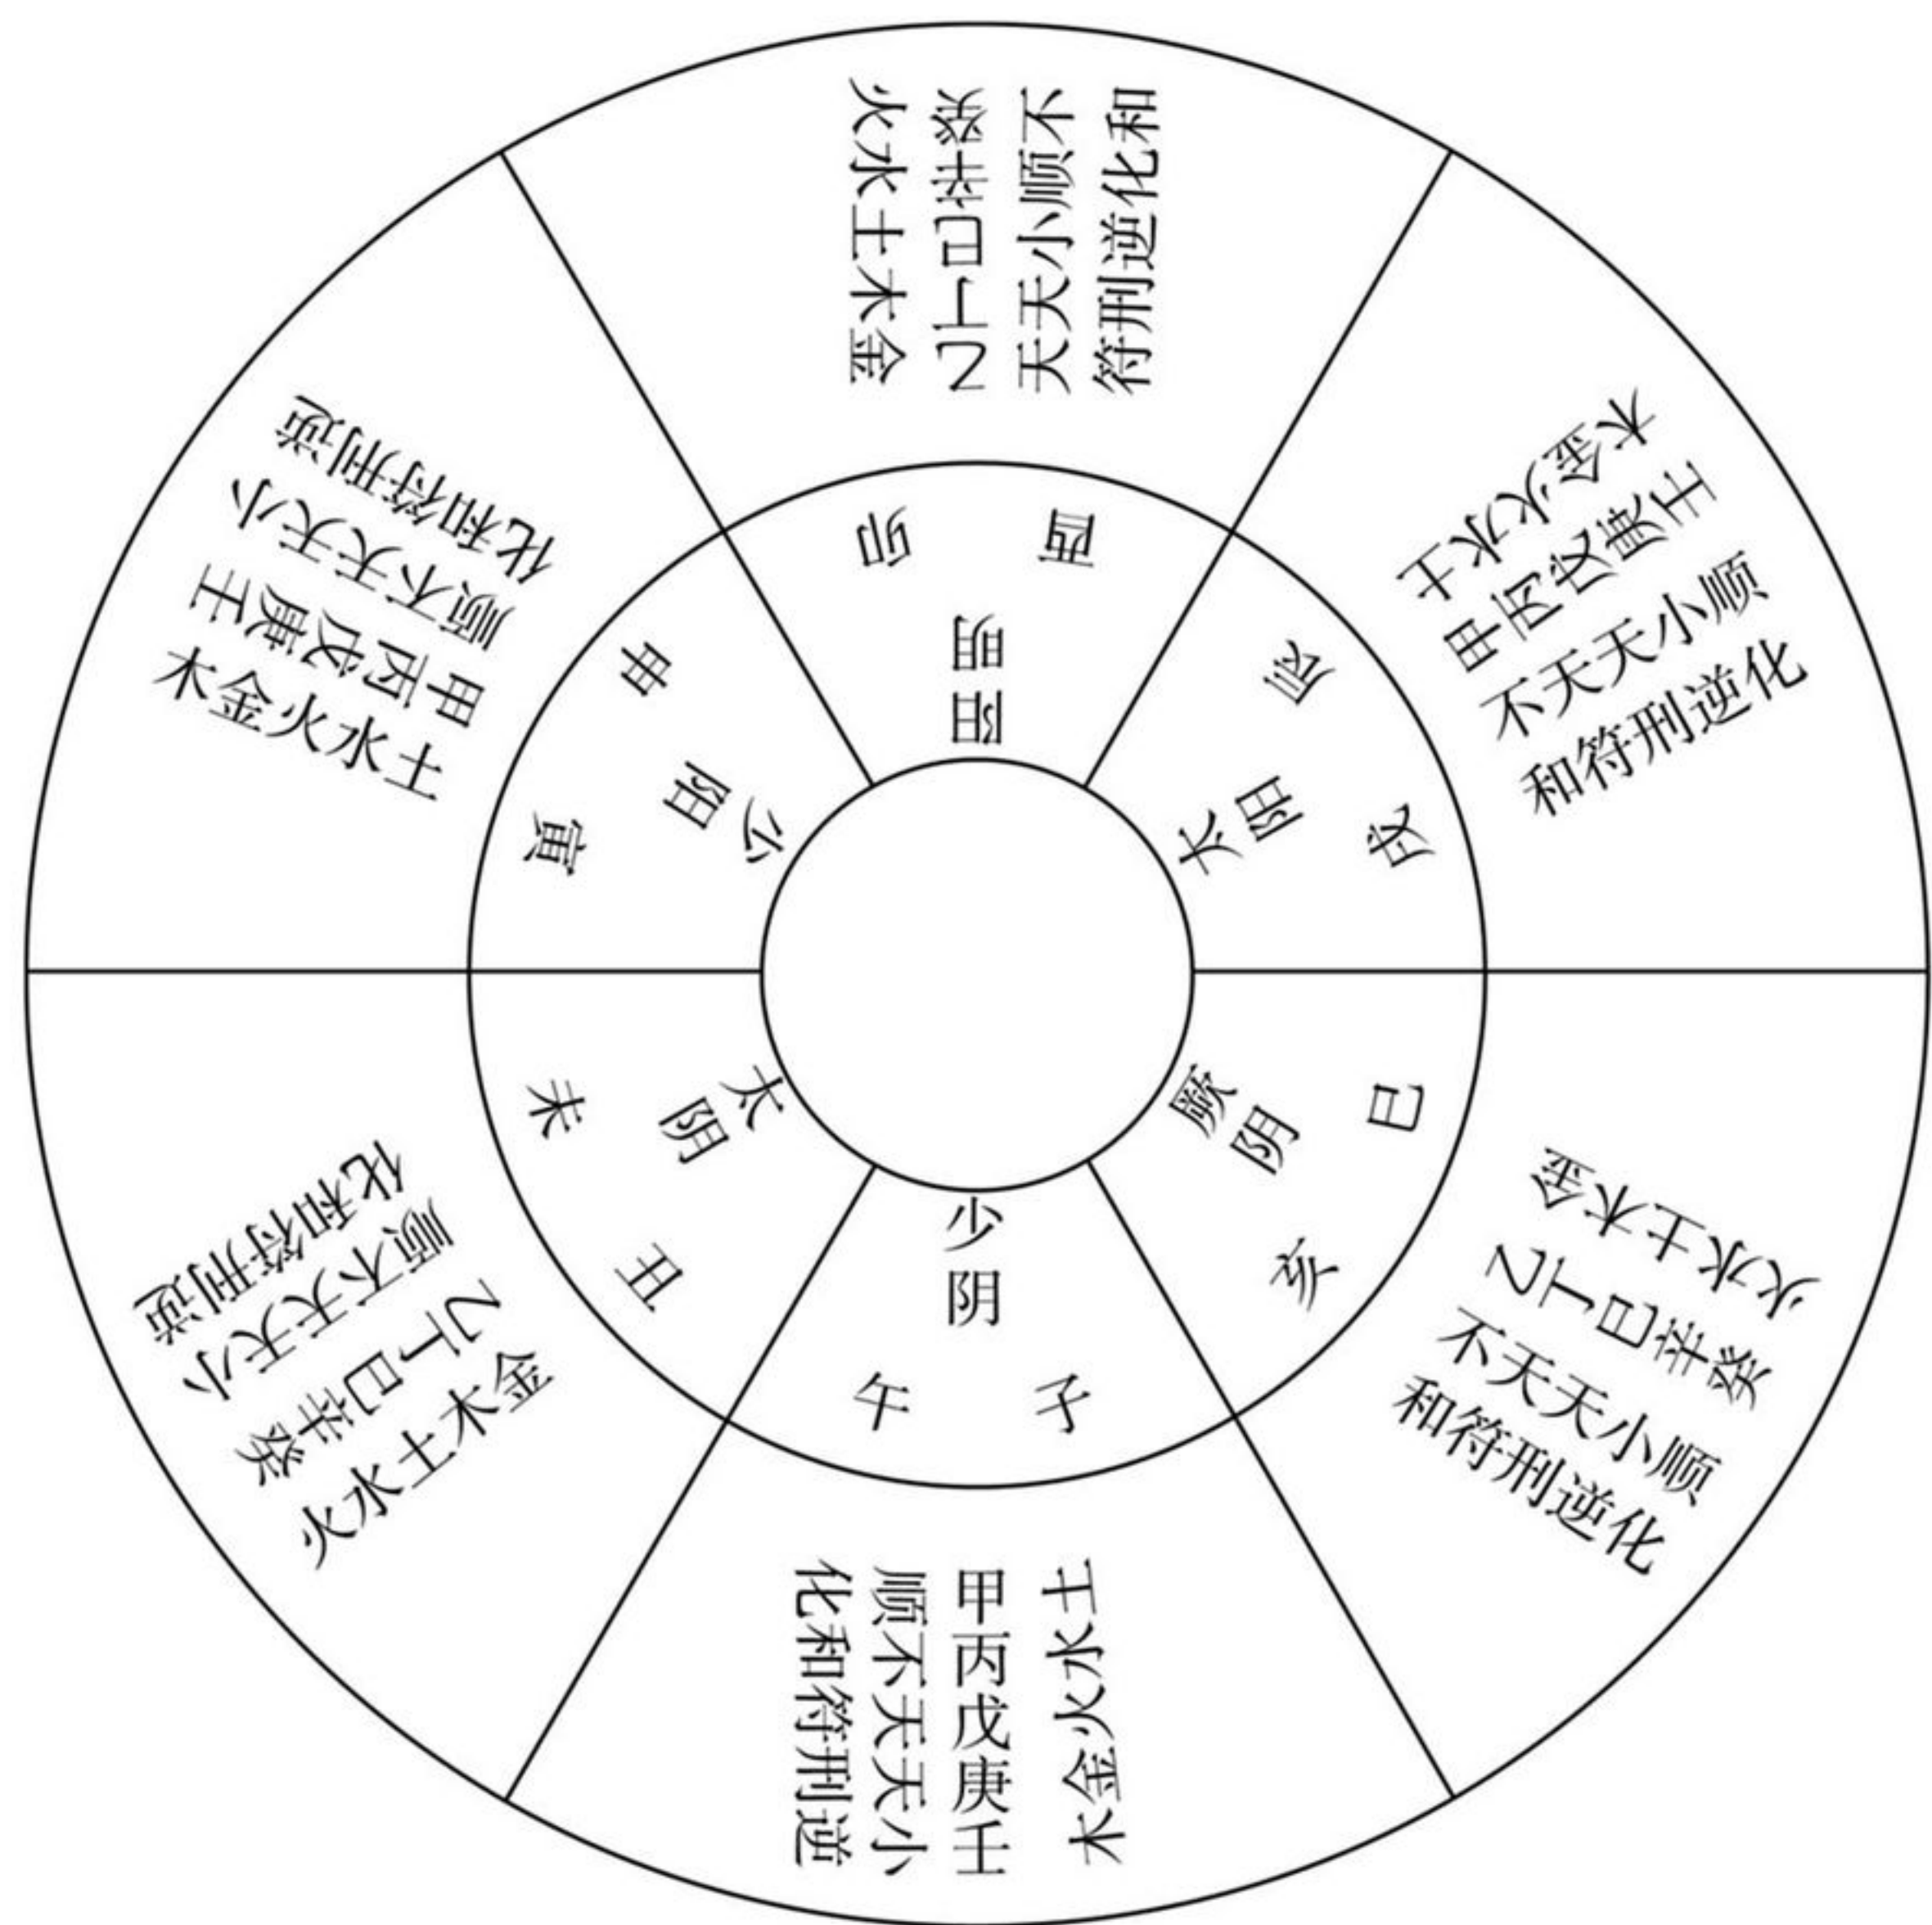 阳明
卯
酉
金木土水火
乙丁己辛癸
天天小顺不
符刑逆化和
太阳
辰
戌
土水火金木
甲丙戊庚壬
不天天小顺
和符刑逆化
厥阴
巳
亥
金木土水火
乙丁己辛癸
不天天小顺
和符刑逆化
少阴
子
午
土水火金木
甲丙戊庚壬
顺不天天小
化和符刑逆
太阴
丑
未
金木土水火
乙丁己辛癸
顺不天天小
化和符刑逆
少阳
寅
申
土水火金木
甲丙戊庚壬
顺不天天小
化和符刑逆